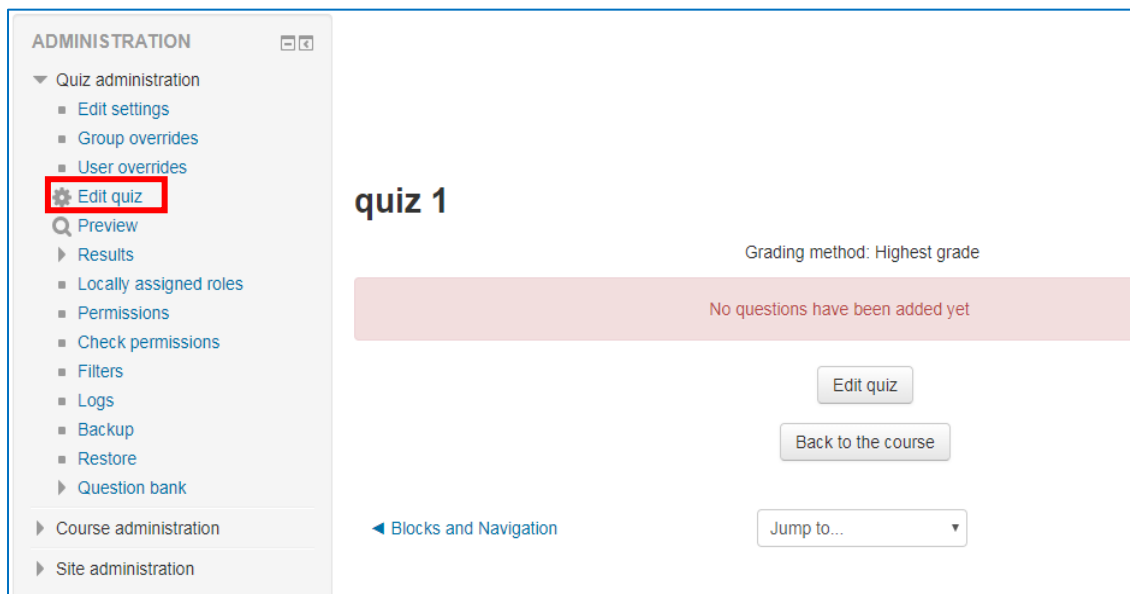 ADMINISTRATION
Quiz administration
Edit settings
Group overrides
User overrides
Edit quiz
Preview
Results
Locally assigned roles
Permissions
Check permissions
Filters
Logs
Backup
Restore
Question bank
Course administration
Site administration
quiz 1
Grading method: Highest grade
No questions have been added yet
Edit quiz
Back to the course
◄ Blocks and Navigation
Jump to...